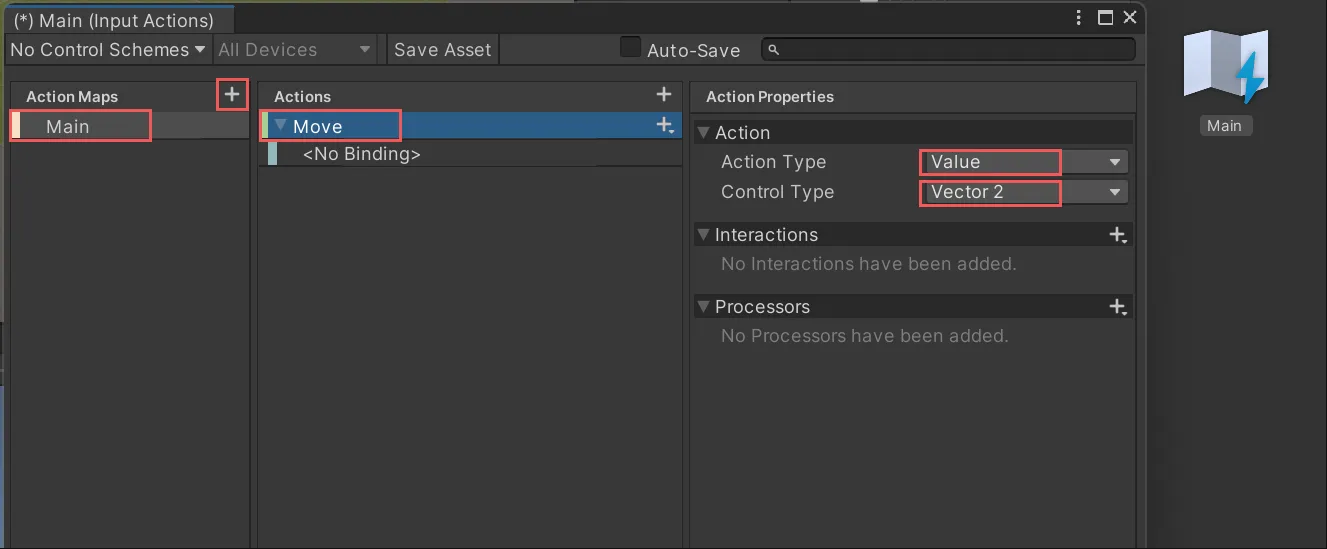 (*) Main (Input Actions)
No Control Schemes All Devices Save Asset Auto-Save
Action Maps
Main
Actions
Move
<No Binding>
Action Properties
Action
Action Type Value
Control Type Vector 2
Interactions
No Interactions have been added.
Processors
No Processors have been added.
Main